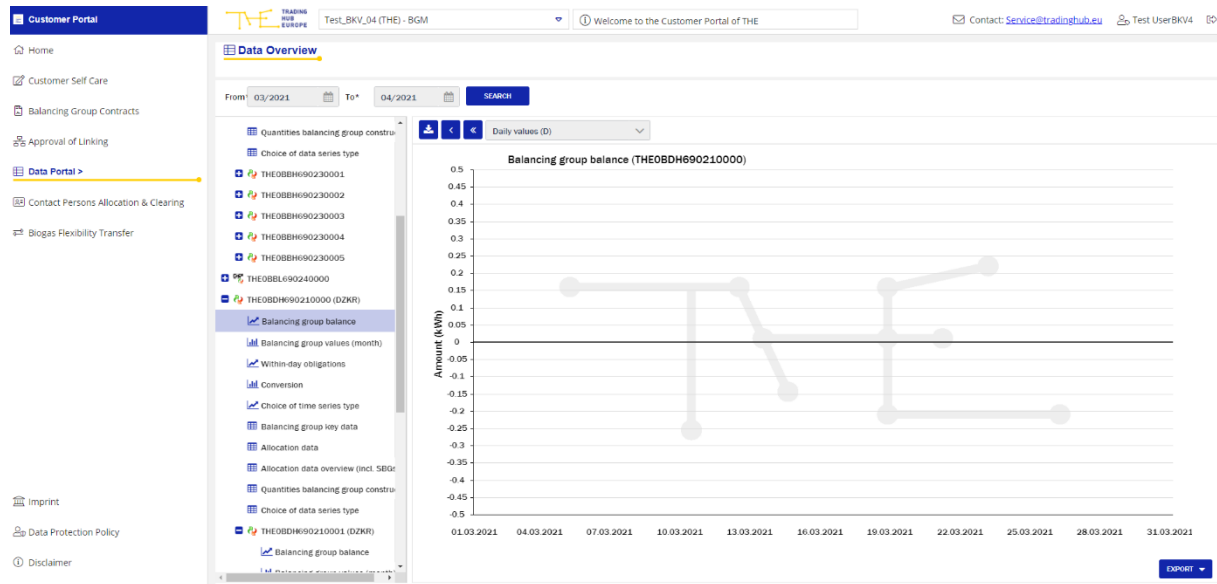 Customer Portal
TRADING
HUB
EUROPE
Test_BKV_04 (THE) - BGM
Welcome to the Customer Portal of THE
Contact: Service@tradinghub.eu
Test UserBKV4
Home
Customer Self Care
Balancing Group Contracts
Approval of Linking
Data Portal >
Contact Persons Allocation & Clearing
Biogas Flexibility Transfer
Imprint
Data Protection Policy
Disclaimer
Data Overview
From* 03/2021 To* 04/2021 SEARCH
Quantities balancing group constru
Choice of data series type
THE0BBH690230001
THE0BBH690230002
THE0BBH690230003
THE0BBH690230004
THE0BBH690230005
THE0BBL690240000
THE0BDH690210000 (DZKR)
Balancing group balance
Balancing group values (month)
Within-day obligations
Conversion
Choice of time series type
Balancing group key data
Allocation data
Allocation data overview (incl. SBGs
Quantities balancing group constru
Choice of data series type
THE0BDH690210001 (DZKR)
Balancing group balance
Balancing group values (month)
Daily values (D)
Balancing group balance (THE0BDH690210000)
Amount (kWh)
0.5
0.45
0.4
0.35
0.3
0.25
0.2
0.15
0.1
0.05
0
-0.05
-0.1
-0.15
-0.2
-0.25
-0.3
-0.35
-0.4
-0.45
-0.5
01.03.2021 04.03.2021 07.03.2021 10.03.2021 13.03.2021 16.03.2021 19.03.2021 22.03.2021 25.03.2021 28.03.2021 31.03.2021
EXPORT